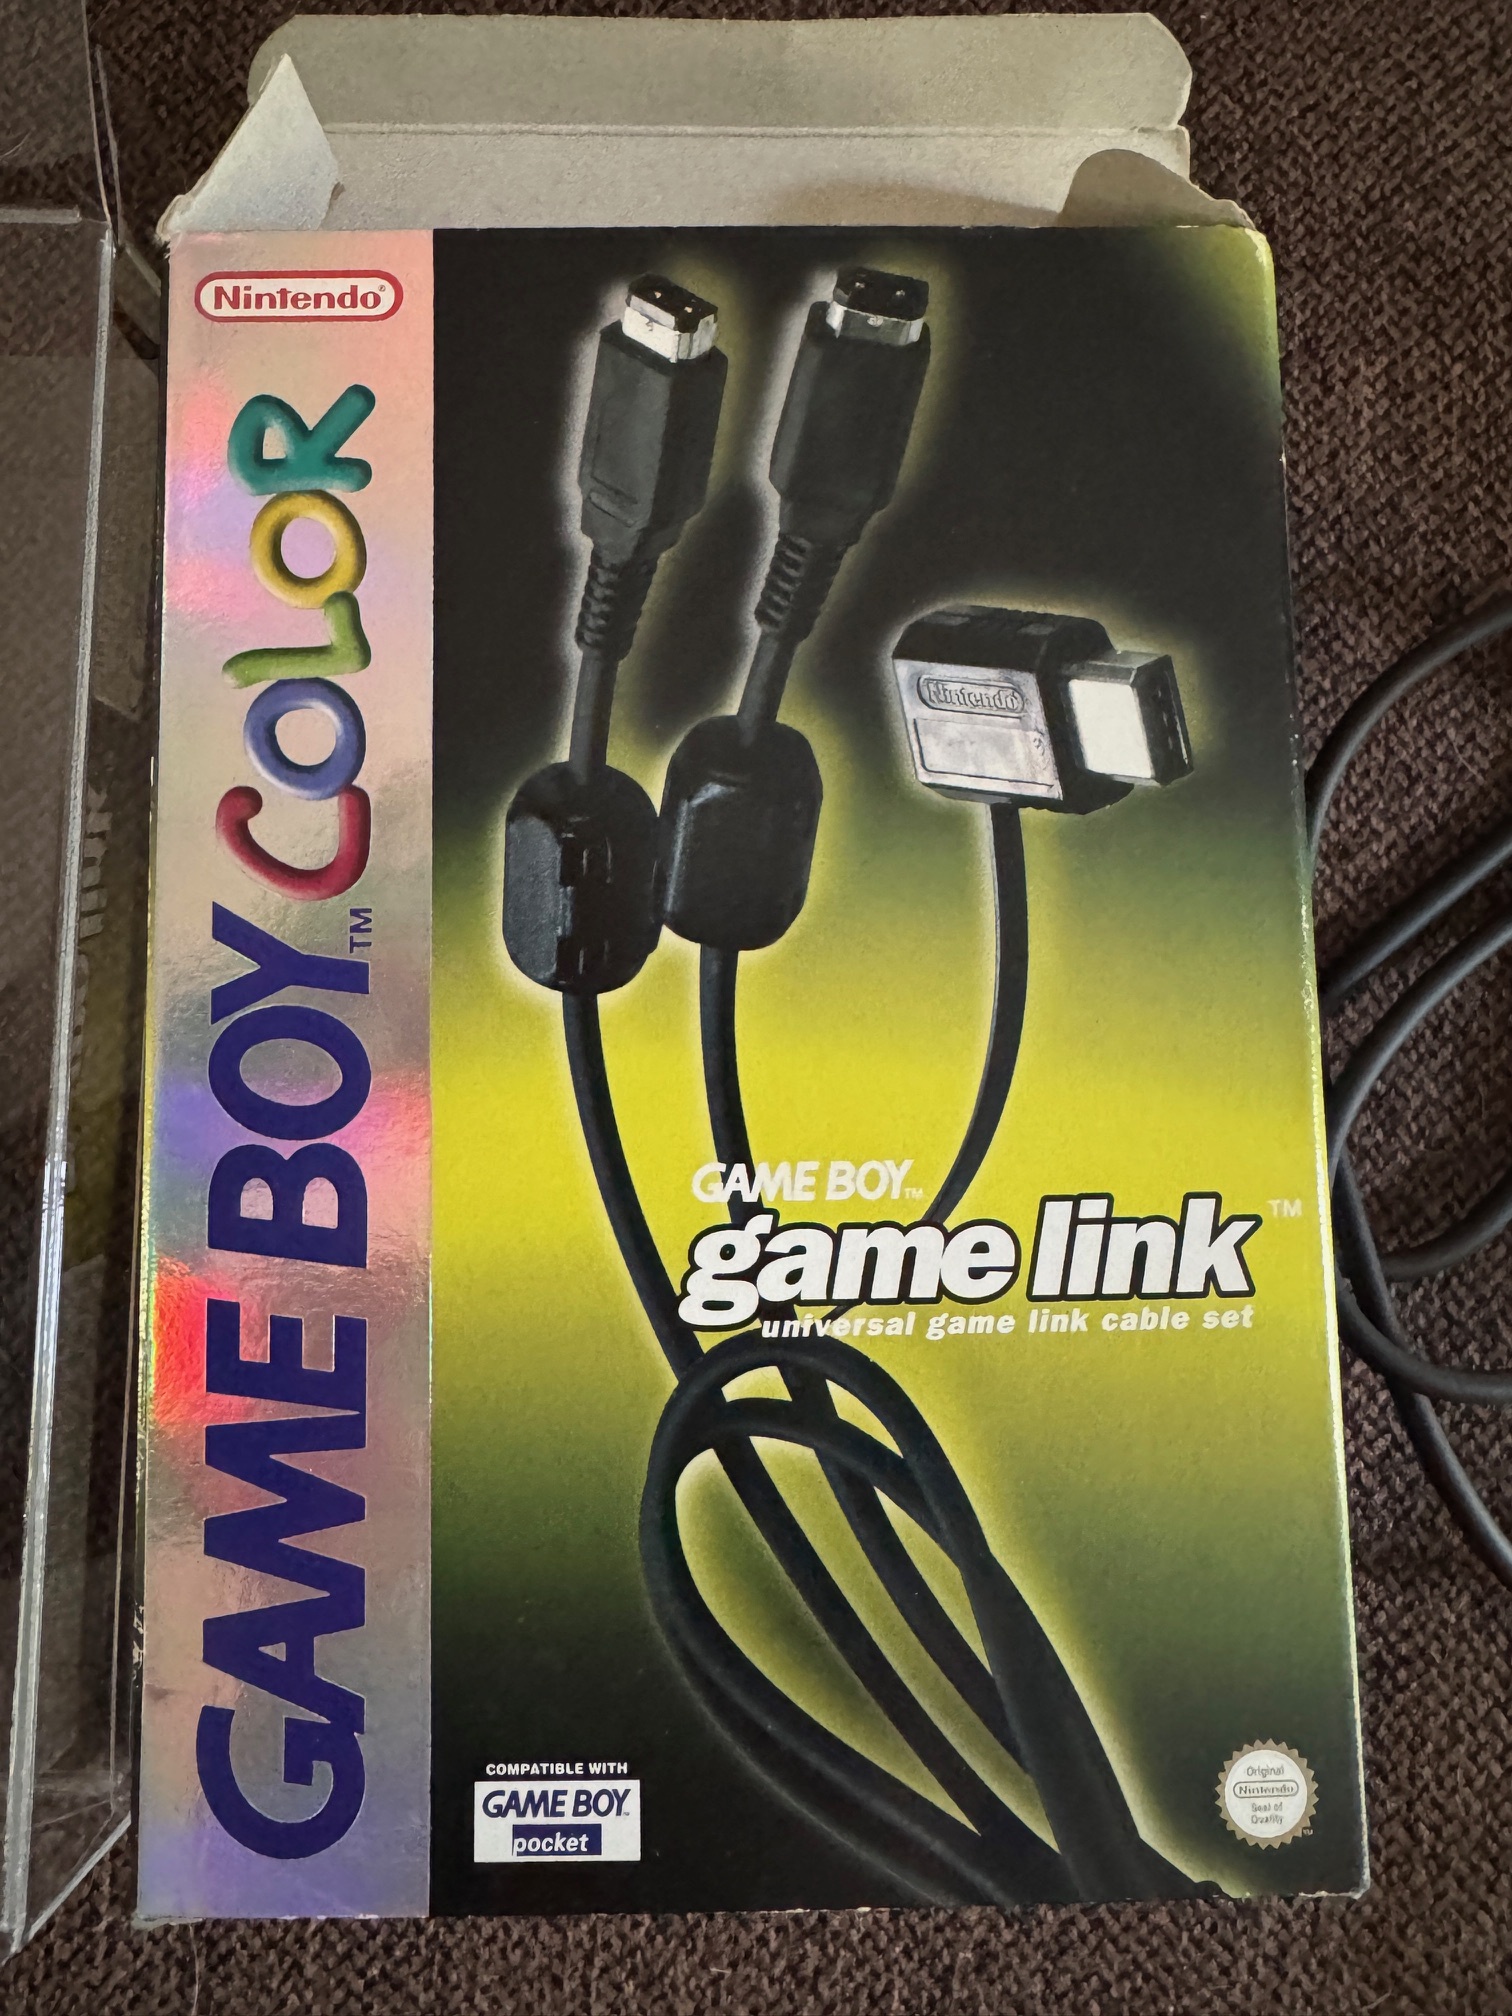 Nintendo®
GAME BOY COLOR™
Nintendo
GAME BOY™
game link™
universal game link cable set
COMPATIBLE WITH
GAME BOY™
pocket
Original
Nintendo
Seal of
Quality